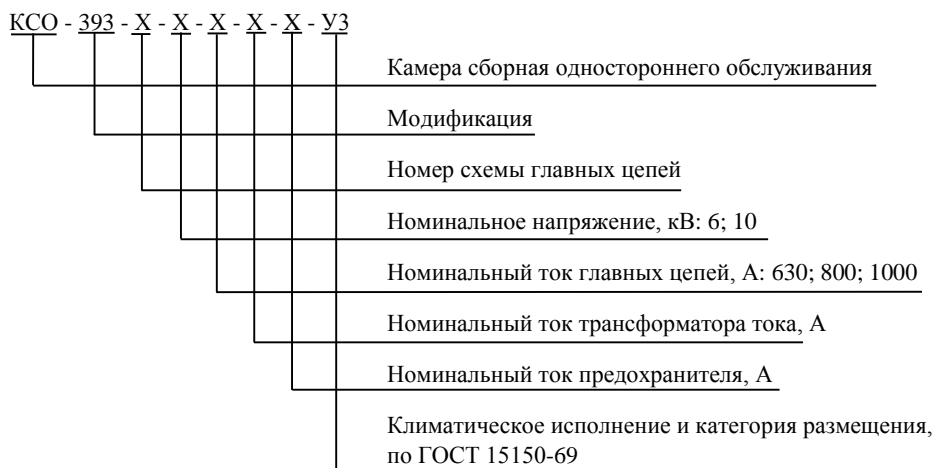 КСО - 393 - Х - Х - Х - Х - Х - У3
Камера сборная одностороннего обслуживания
Модификация
Номер схемы главных цепей
Номинальное напряжение, кВ: 6; 10
Номинальный ток главных цепей, А: 630; 800; 1000
Номинальный ток трансформатора тока, А
Номинальный ток предохранителя, А
Климатическое исполнение и категория размещения,
по ГОСТ 15150-69